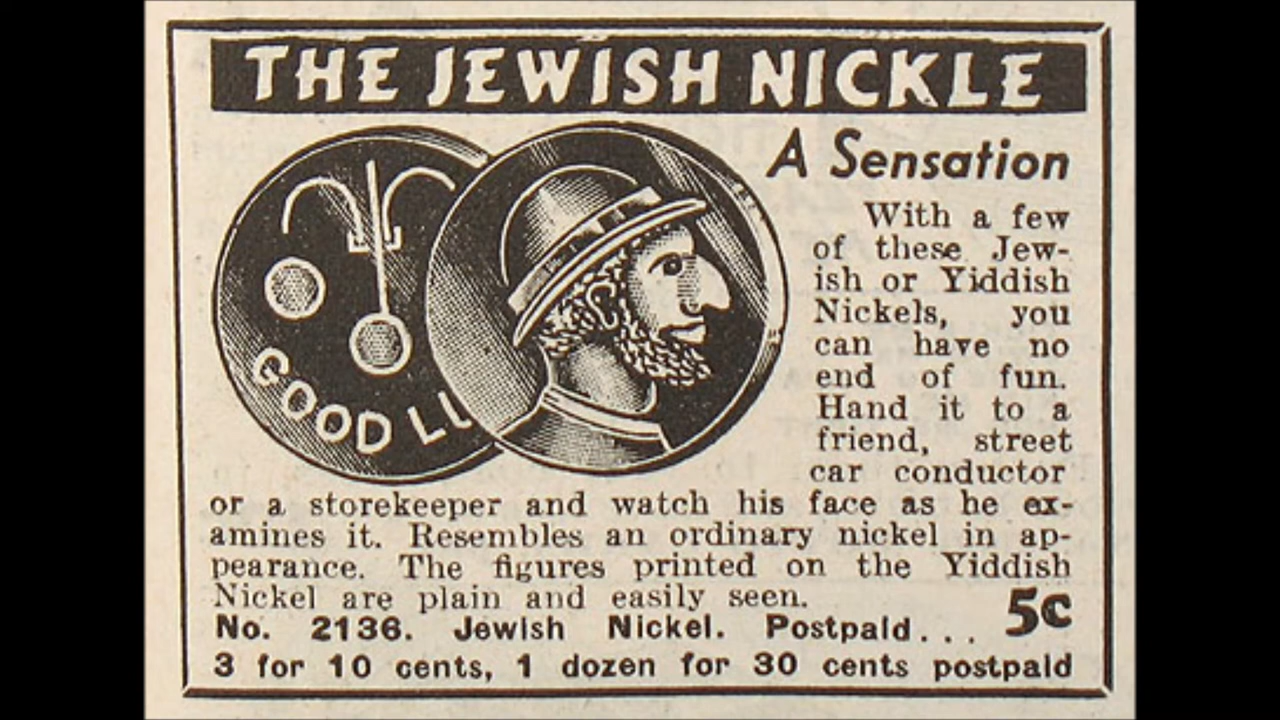 THE JEWISH NICKLE
A Sensation
GOOD LU
With a few
of these Jew-
ish or Yiddish
Nickels, you
can have no
end of fun.
Hand it to a
friend, street
car conductor
or a storekeeper and watch his face as he ex-
amines it. Resembles an ordinary nickel in ap-
pearance. The figures printed on the Yiddish
Nickel are plain and easily seen.
No. 2136. Jewish Nickel. Postpaid... 5c
3 for 10 cents, 1 dozen for 30 cents postpaid